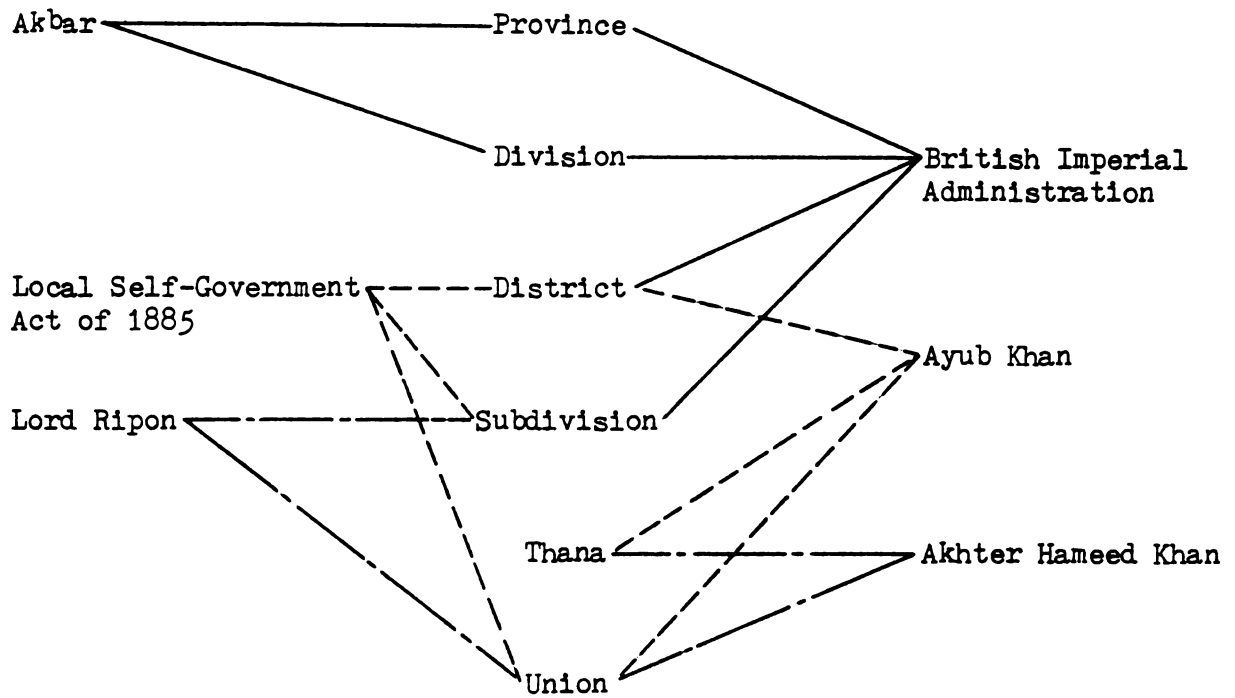 Akbar
Province
Division
British Imperial
Administration
Local Self-Government
Act of 1885
District
Ayub Khan
Lord Ripon
Subdivision
Thana
Akhter Hameed Khan
Union